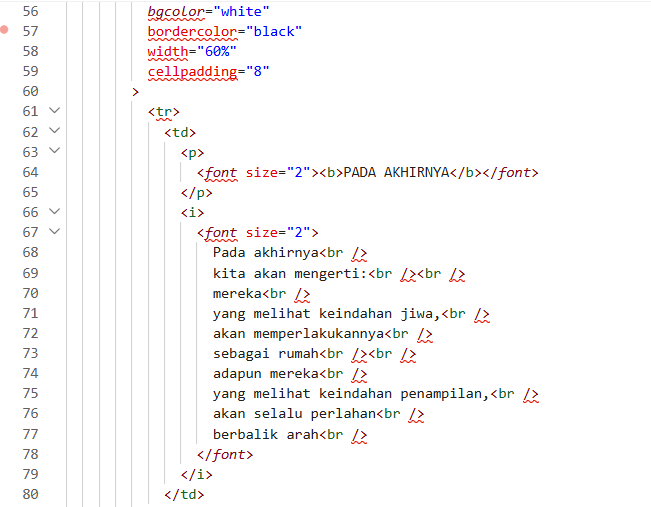 56 bgcolor="white"
57 bordercolor="black"
58 width="60%"
59 cellpadding="8"
60 >
61 <tr>
62 <td>
63 <p>
64 <font size="2"><b>PADA AKHIRNYA</b></font>
65 </p>
66 <i>
67 <font size="2">
68 Pada akhirnya<br />
69 kita akan mengerti:<br /><br />
70 mereka<br />
71 yang melihat keindahan jiwa,<br />
72 akan memperlakukannya<br />
73 sebagai rumah<br /><br />
74 adapun mereka<br />
75 yang melihat keindahan penampilan,<br />
76 akan selalu perlahan<br />
77 berbalik arah<br />
78 </font>
79 </i>
80 </td>